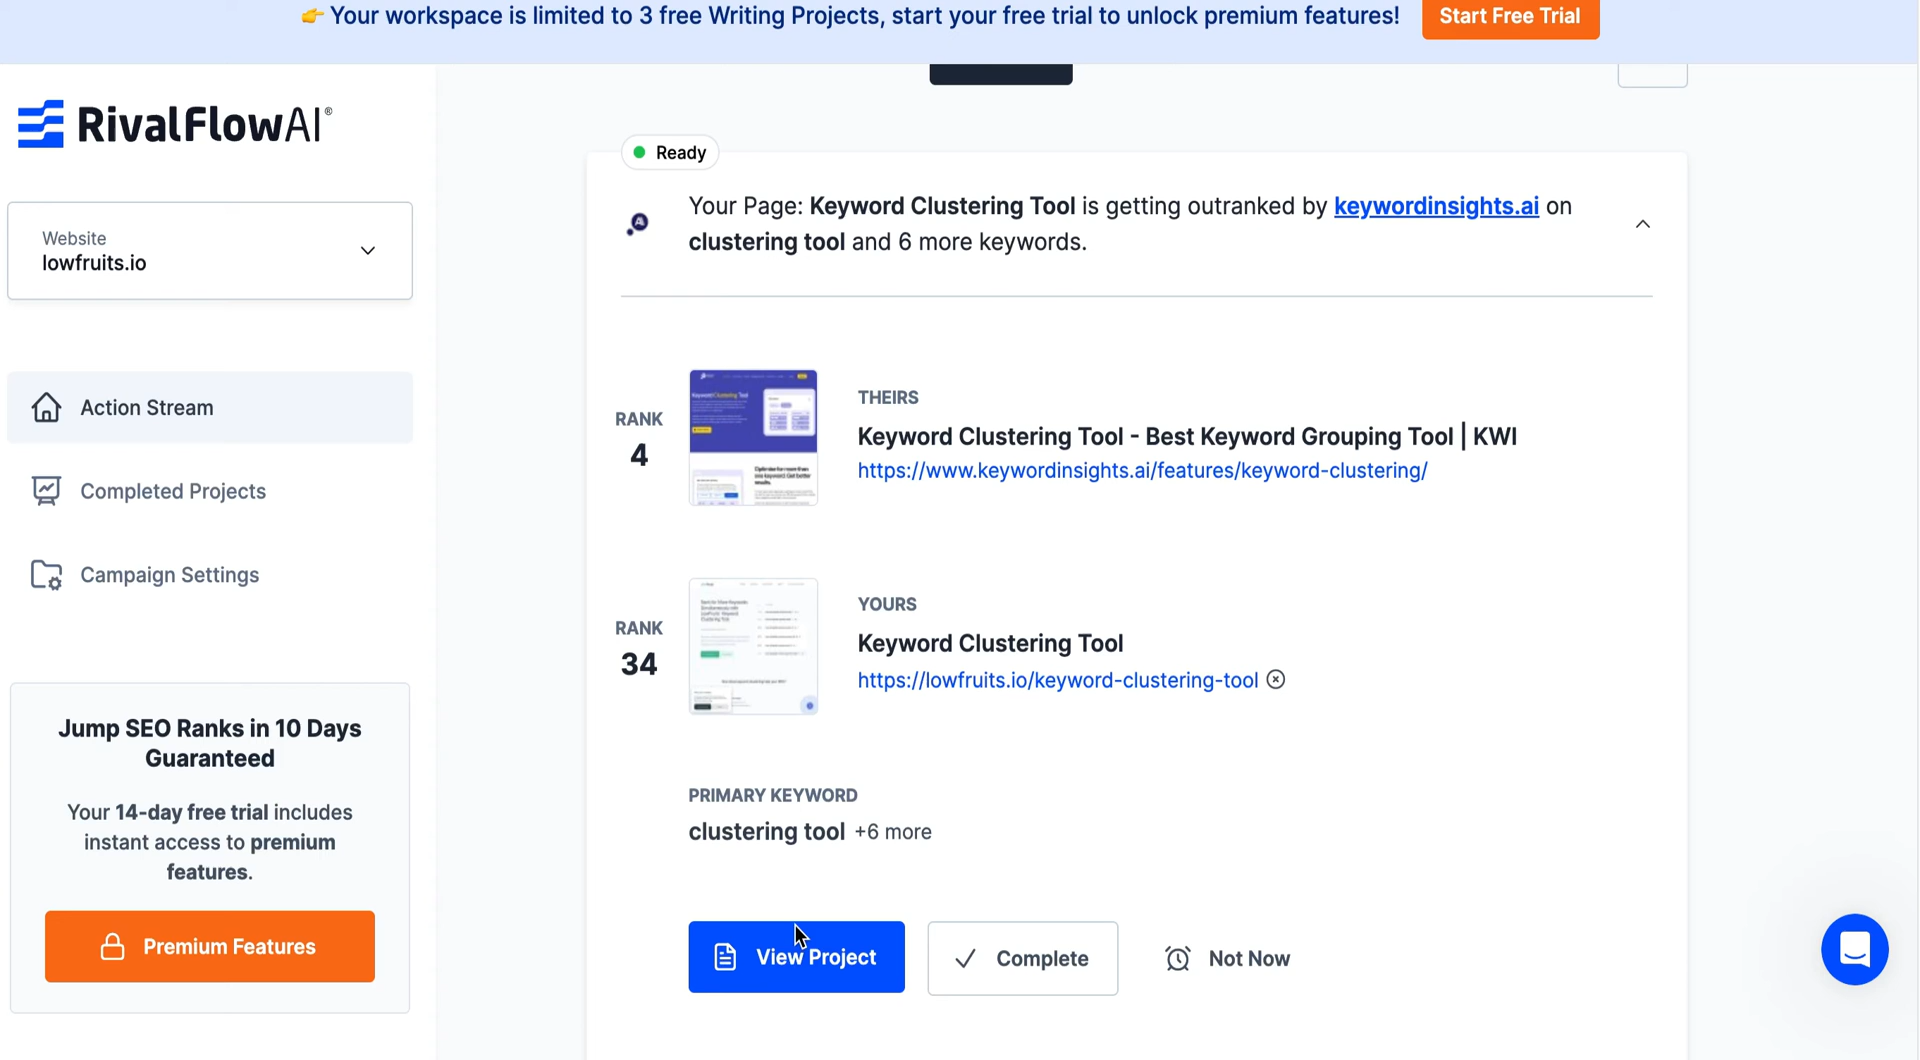 👉 Your workspace is limited to 3 free Writing Projects, start your free trial to unlock premium features!
Start Free Trial
RivalFlowAI®
Website
lowfruits.io
Action Stream
Completed Projects
Campaign Settings
Jump SEO Ranks in 10 Days
Guaranteed
Your 14-day free trial includes
instant access to premium
features.
Premium Features
Ready
Your Page: Keyword Clustering Tool is getting outranked by keywordinsights.ai on
clustering tool and 6 more keywords.
RANK
4
THEIRS
Keyword Clustering Tool - Best Keyword Grouping Tool | KWI
https://www.keywordinsights.ai/features/keyword-clustering/
RANK
34
YOURS
Keyword Clustering Tool
https://lowfruits.io/keyword-clustering-tool
PRIMARY KEYWORD
clustering tool +6 more
View Project
Complete
Not Now